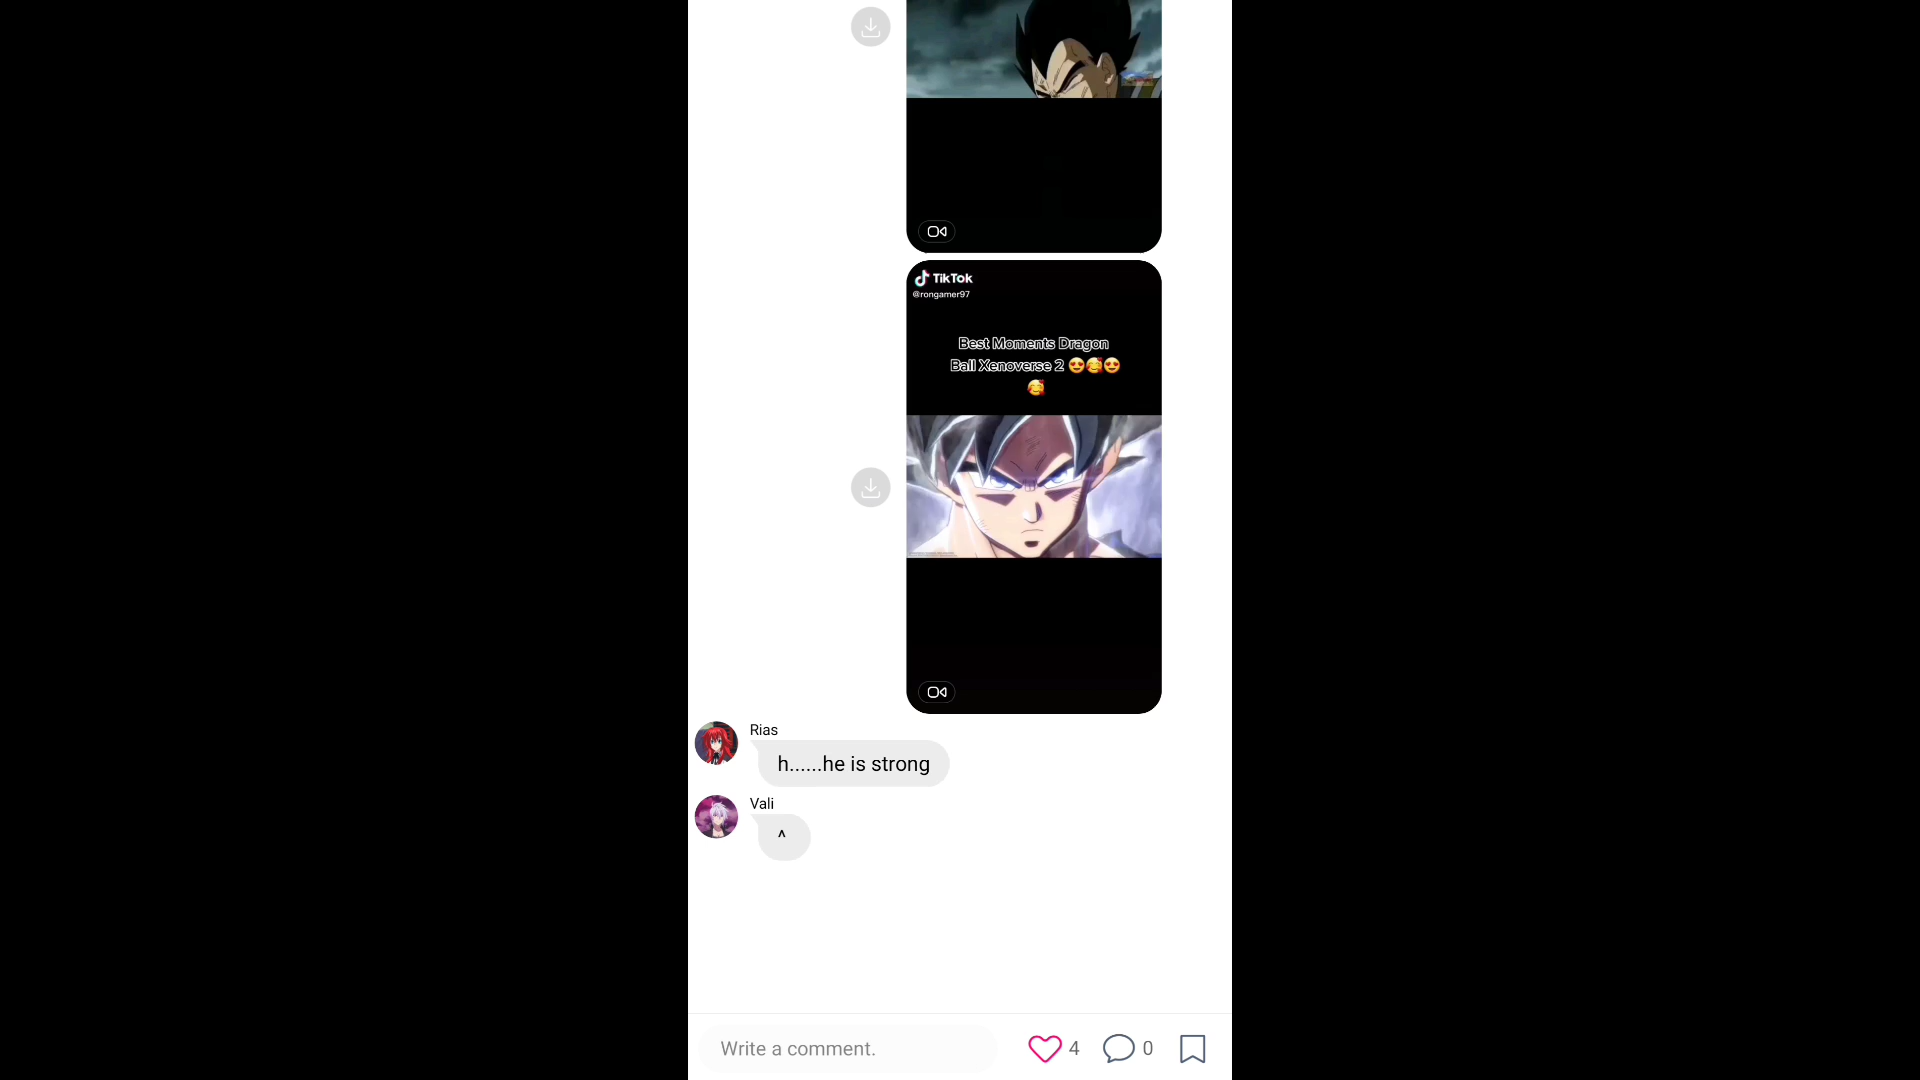 TikTok
@rongamer97
Best Moments Dragon
Ball Xenoverse 2 😍🥰😍
🥰
Rias
h......he is strong
Vali
^
Write a comment.
4
0